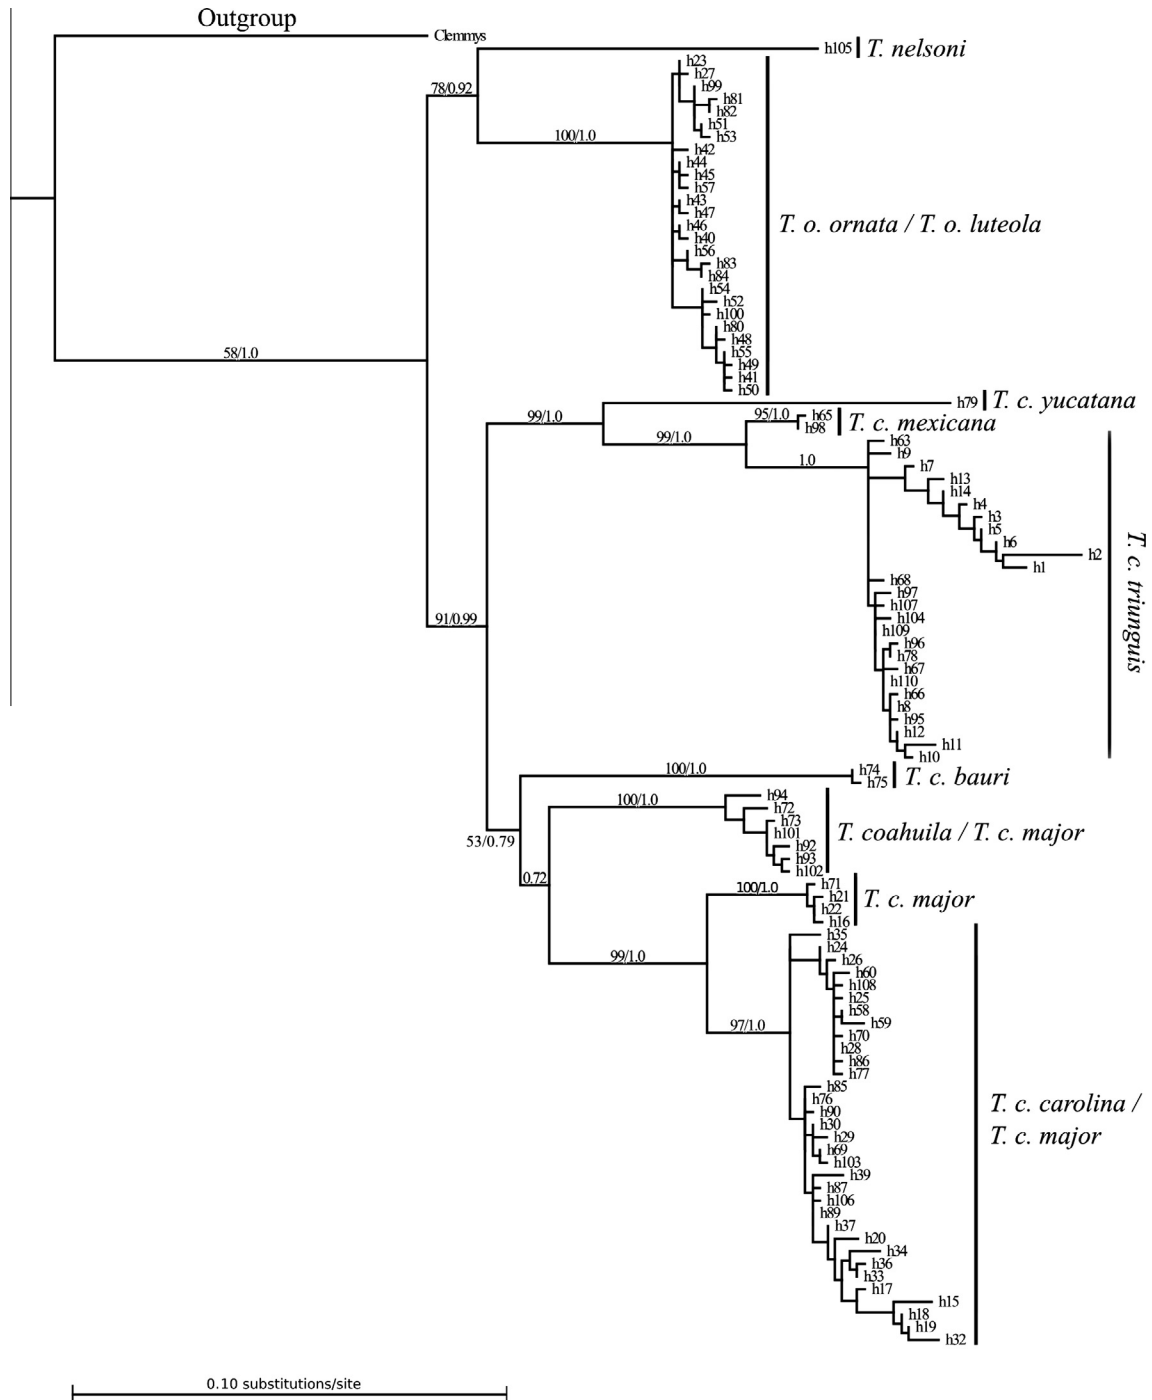 Outgroup
Clemmys
h105
T. nelsoni
h23
h27
78/0.92
h99
h81
h82
h51
100/1.0
h53
h42
h44
h45
h57
h43
h47
h46
T. o. ornata / T. o. luteola
h40
h56
h83
h84
h54
h52
h100
h80
h48
58/1.0
h55
h49
h41
h50
h79
T. c. yucatana
99/1.0
95/1.0
h65
h98
T. c. mexicana
99/1.0
h63
h9
1.0
h7
h13
h14
h4
h3
h5
h6
h2
h1
T. c. triunguis
h68
h97
h107
91/0.99
h104
h109
h96
h78
h67
h110
h66
h8
h95
h12
h11
h10
100/1.0
h74
h75
T. c. bauri
100/1.0
h94
h72
h73
h101
T. coahuila / T. c. major
53/0.79
h92
h93
h102
0.72
100/1.0
h71
h21
h22
h16
T. c. major
h35
h24
99/1.0
h26
h60
h108
h25
h58
h59
97/1.0
h70
h28
h86
h77
h85
h76
h90
h30
h29
h69
h103
T. c. carolina /
T. c. major
h39
h87
h106
h89
h37
h20
h34
h36
h33
h17
h15
h18
h19
h32
0.10 substitutions/site